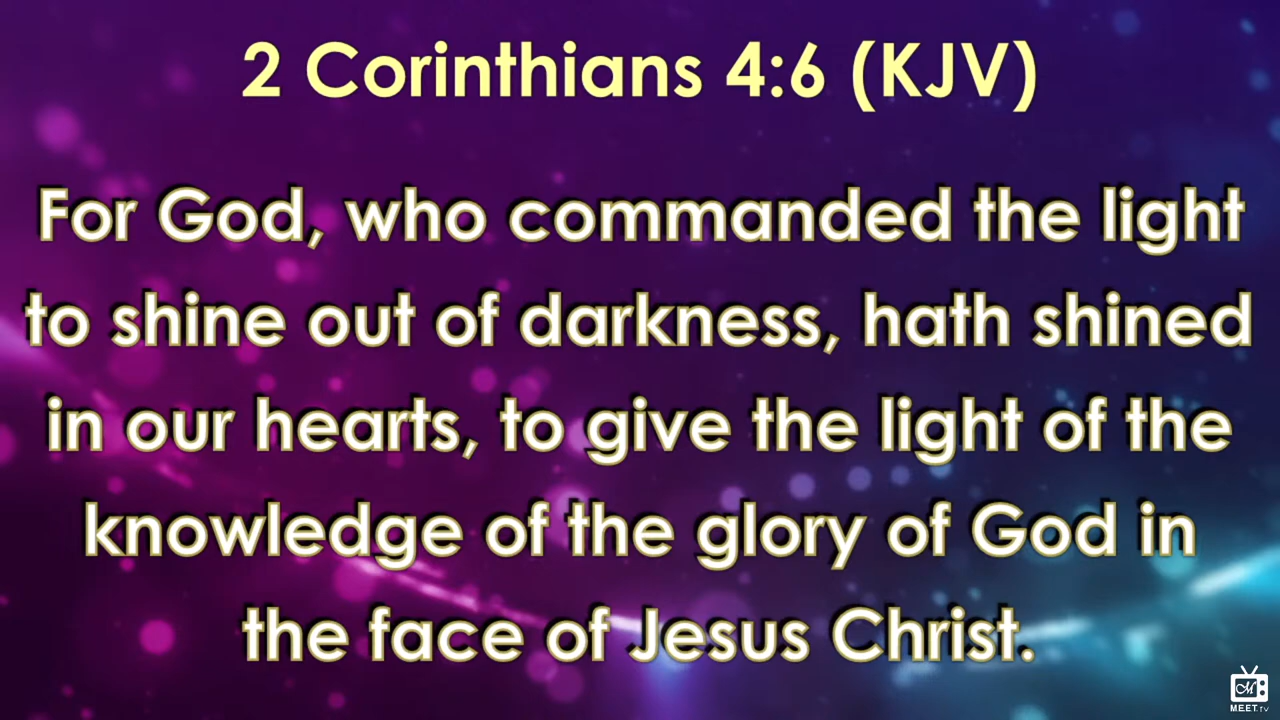 2 Corinthians 4:6 (KJV)
For God, who commanded the light
to shine out of darkness, hath shined
in our hearts, to give the light of the
knowledge of the glory of God in
the face of Jesus Christ.
M
MEET.tv